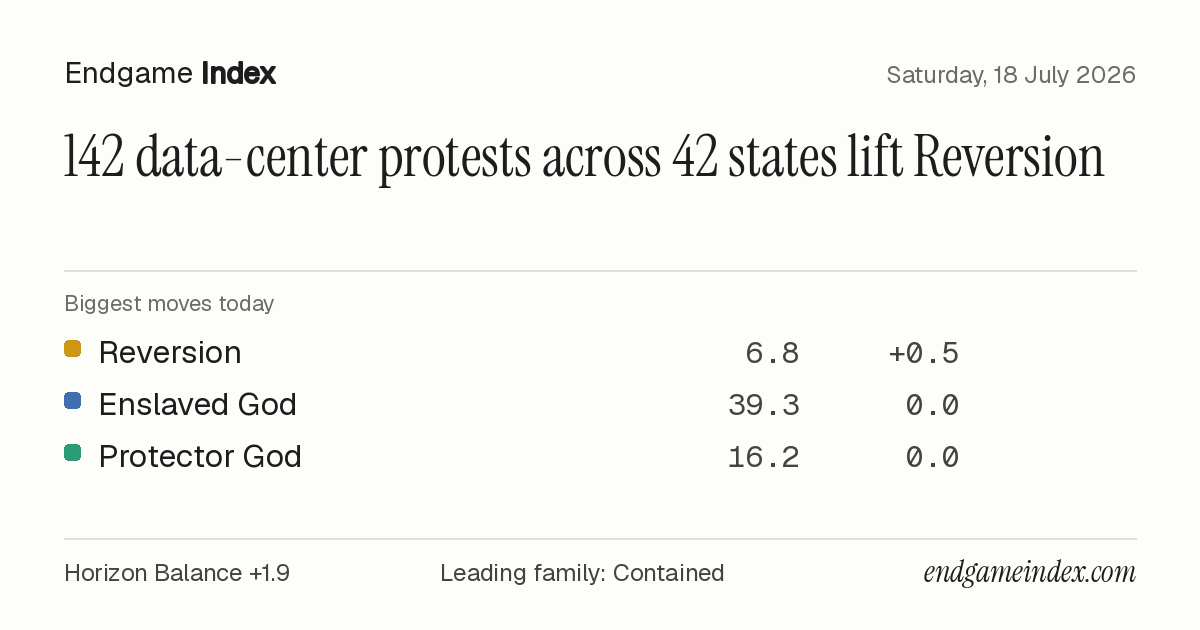 Endgame Index
Saturday, 18 July 2026
142 data-center protests across 42 states lift Reversion
Biggest moves today
Reversion 6.8 +0.5
Enslaved God 39.3 0.0
Protector God 16.2 0.0
Horizon Balance +1.9
Leading family: Contained
endgameindex.com